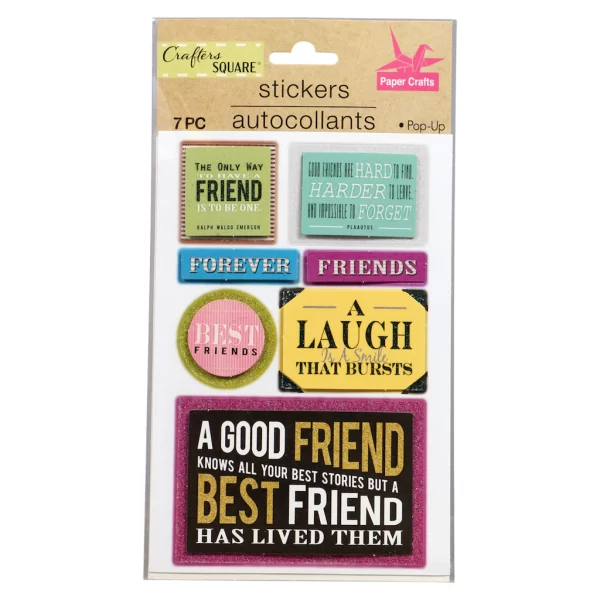 Crafters
SQUARE®
stickers
autocollants
Paper Crafts
7 PC
• Pop-Up
THE ONLY WAY
TO HAVE A
FRIEND
IS TO BE ONE.
RALPH WALDO EMERSON
GOOD FRIENDS ARE HARD TO FIND,
HARDER TO LEAVE,
AND IMPOSSIBLE TO FORGET
PLAUTUS
FOREVER
FRIENDS
BEST
FRIENDS
A
LAUGH
Is A Smile
THAT BURSTS
A GOOD FRIEND
KNOWS ALL YOUR BEST STORIES BUT A
BEST FRIEND
HAS LIVED THEM